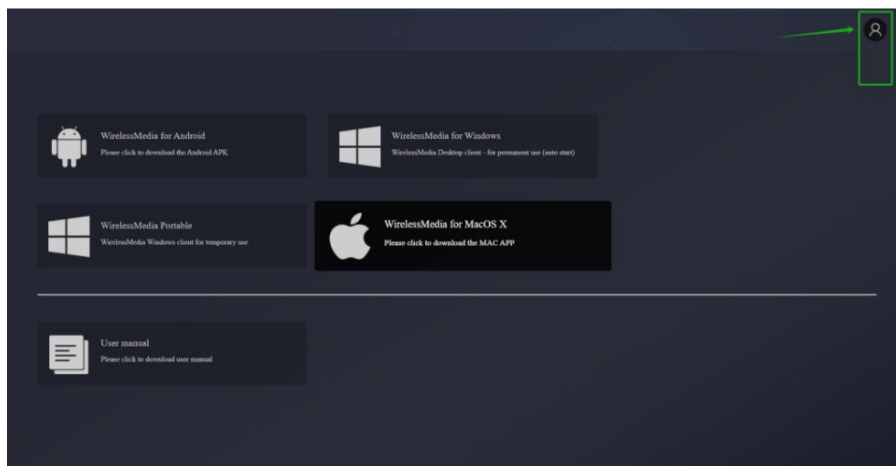 WirelessMedia for Android
Please click to download the Android APK
WirelessMedia for Windows
WirelessMedia Desktop client - for permanent use (auto start)
WirelessMedia Portable
WirelessMedia Windows client for temporary use
WirelessMedia for MacOS X
Please click to download the MAC APP
User manual
Please click to download user manual